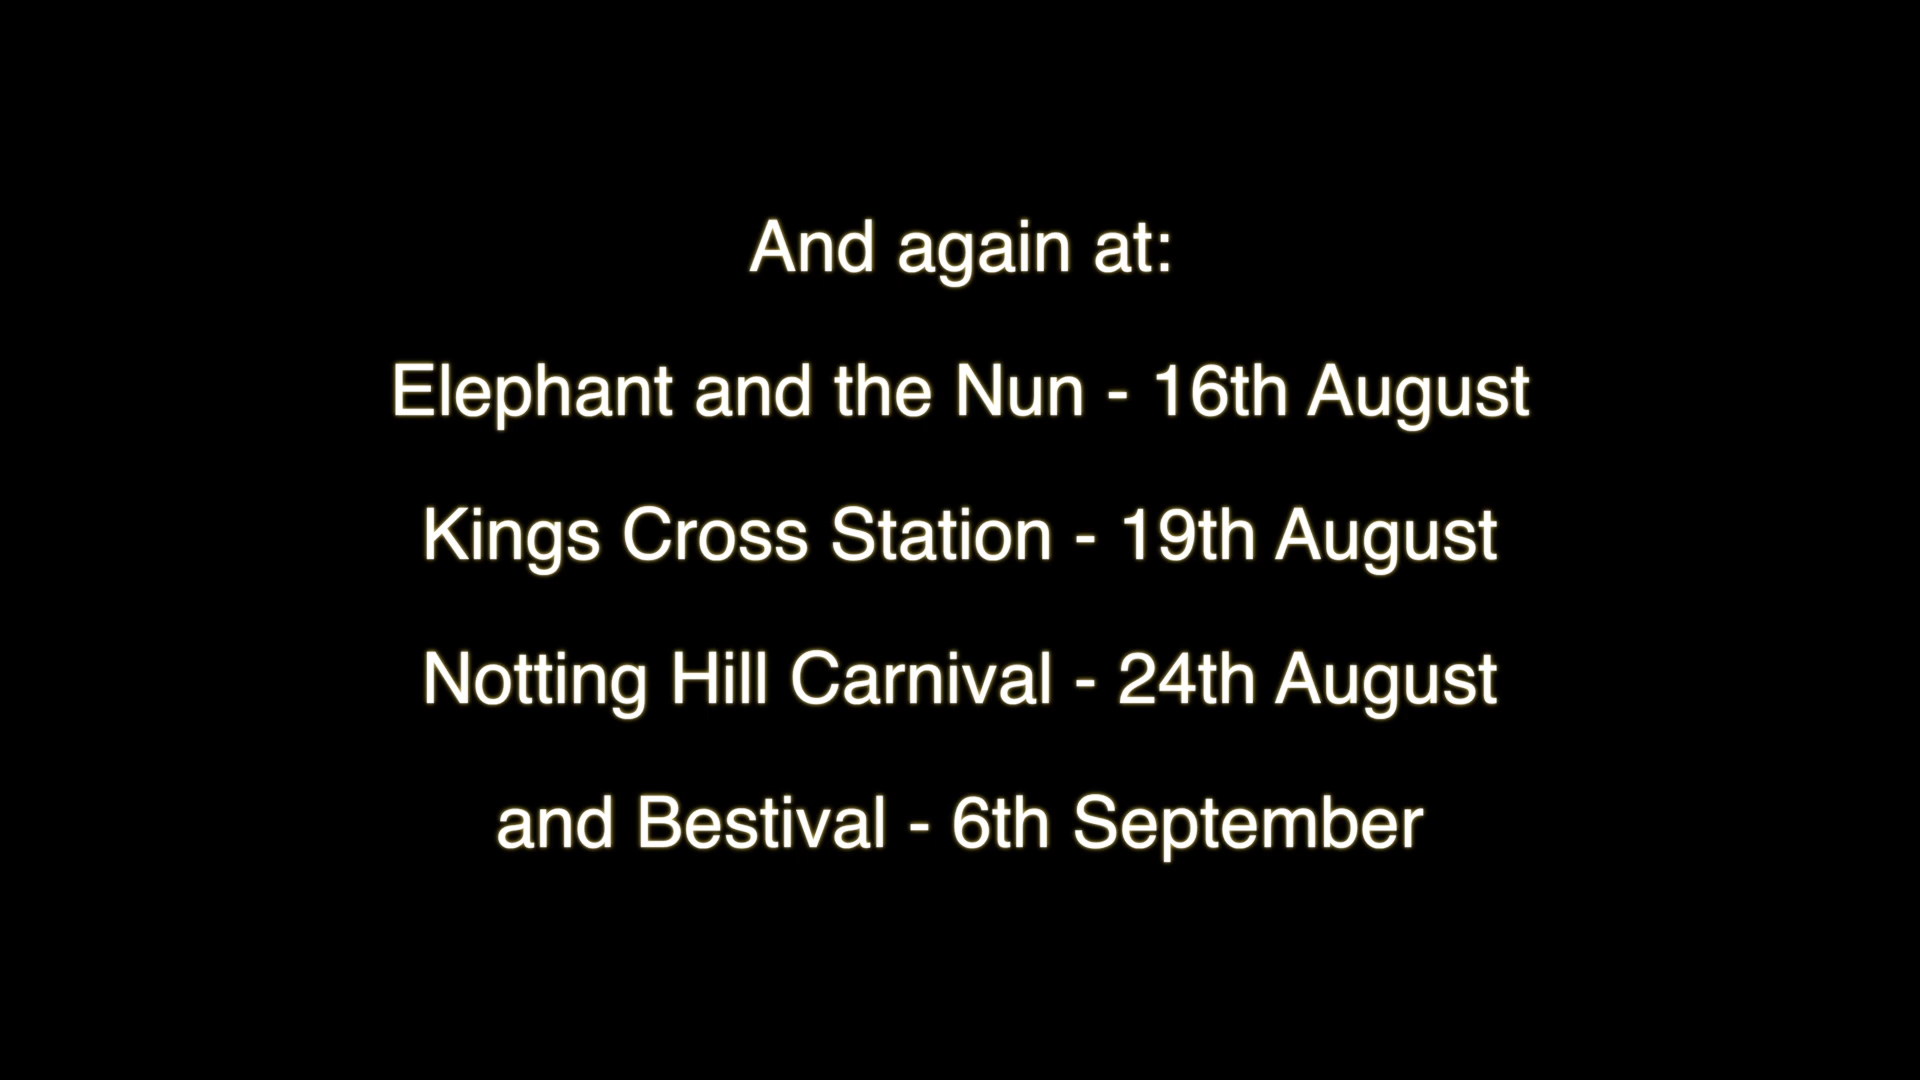 And again at:
Elephant and the Nun - 16th August
Kings Cross Station - 19th August
Notting Hill Carnival - 24th August
and Bestival - 6th September